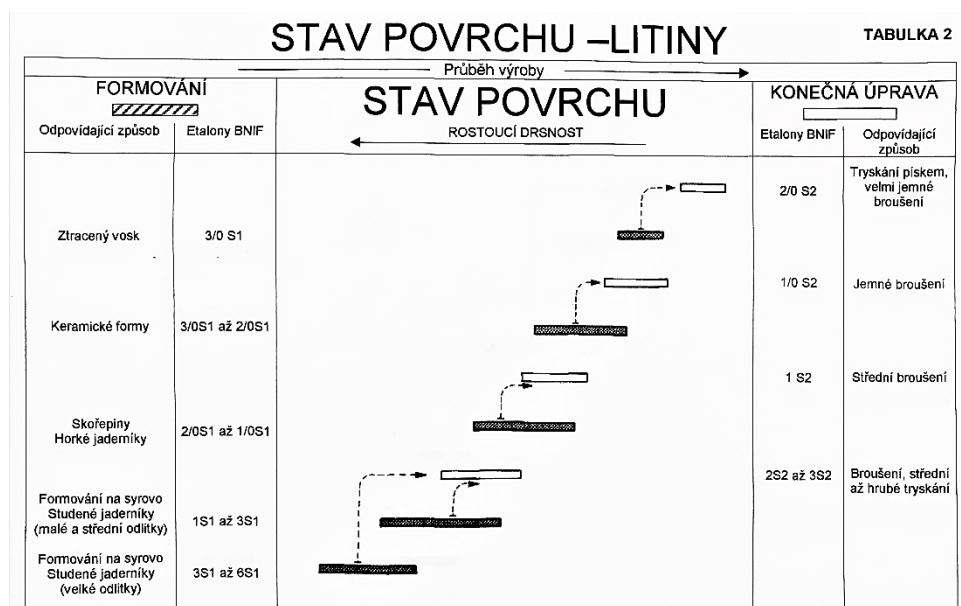 STAV POVRCHU –LITINY
TABULKA 2
Průběh výroby
FORMOVÁNÍ
STAV POVRCHU
KONEČNÁ ÚPRAVA
Odpovídající způsob
Etalony BNIF
ROSTOUCÍ DRSNOST
Etalony BNIF
Odpovídající
způsob
2/0 S2
Tryskání pískem,
velmi jemné
broušení
Ztracený vosk
3/0 S1
1/0 S2
Jemné broušení
Keramické formy
3/0S1 až 2/0S1
1 S2
Střední broušení
Skořepiny
Horké jaderníky
2/0S1 až 1/0S1
2S2 až 3S2
Broušení, střední
až hrubé tryskání
Formování na syrovo
Studené jaderníky
(malé a střední odlitky)
1S1 až 3S1
Formování na syrovo
Studené jaderníky
(velké odlitky)
3S1 až 6S1